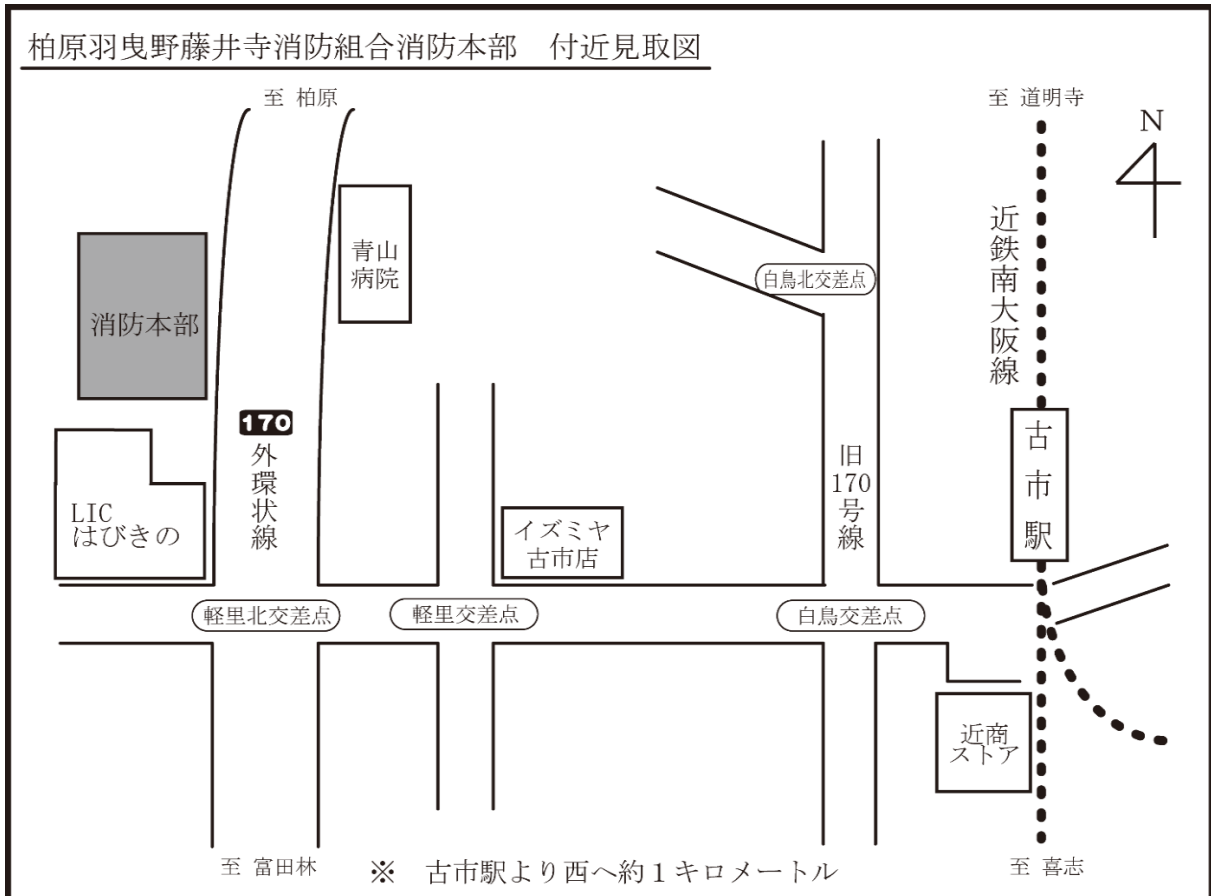 柏原羽曳野藤井寺消防組合消防本部　付近見取図
至 柏原
至 道明寺
N
青山
病院
近鉄南大阪線
白鳥北交差点
消防本部
170
外環状線
古市駅
旧170号線
LIC
はびきの
イズミヤ
古市店
軽里北交差点
軽里交差点
白鳥交差点
近商
ストア
至 富田林
※　古市駅より西へ約１キロメートル
至 喜志